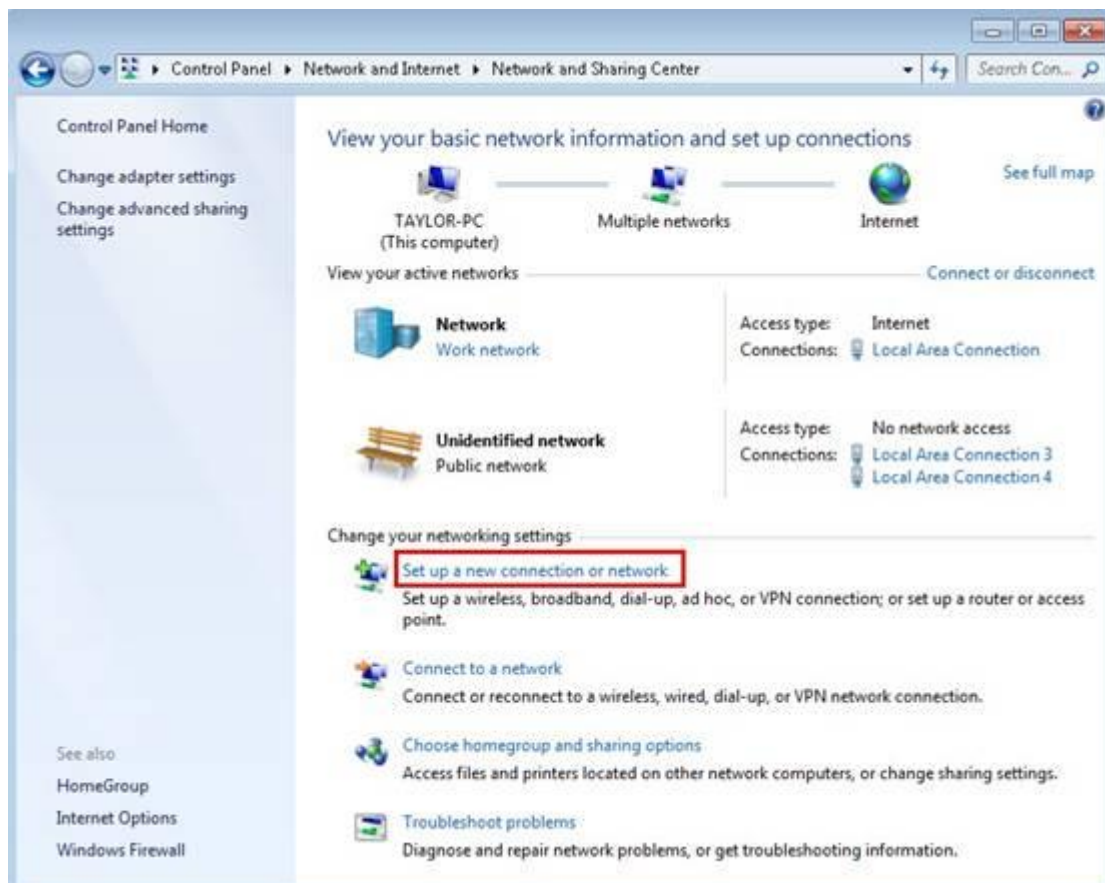 Control Panel Network and Internet Network and Sharing Center Search Con...
Control Panel Home
Change adapter settings
Change advanced sharing
settings
See also
HomeGroup
Internet Options
Windows Firewall
View your basic network information and set up connections
See full map
TAYLOR-PC
(This computer)
Multiple networks
Internet
View your active networks
Connect or disconnect
Network
Work network
Access type: Internet
Connections: Local Area Connection
Unidentified network
Public network
Access type: No network access
Connections: Local Area Connection 3
Local Area Connection 4
Change your networking settings
Set up a new connection or network
Set up a wireless, broadband, dial-up, ad hoc, or VPN connection; or set up a router or access
point.
Connect to a network
Connect or reconnect to a wireless, wired, dial-up, or VPN network connection.
Choose homegroup and sharing options
Access files and printers located on other network computers, or change sharing settings.
Troubleshoot problems
Diagnose and repair network problems, or get troubleshooting information.